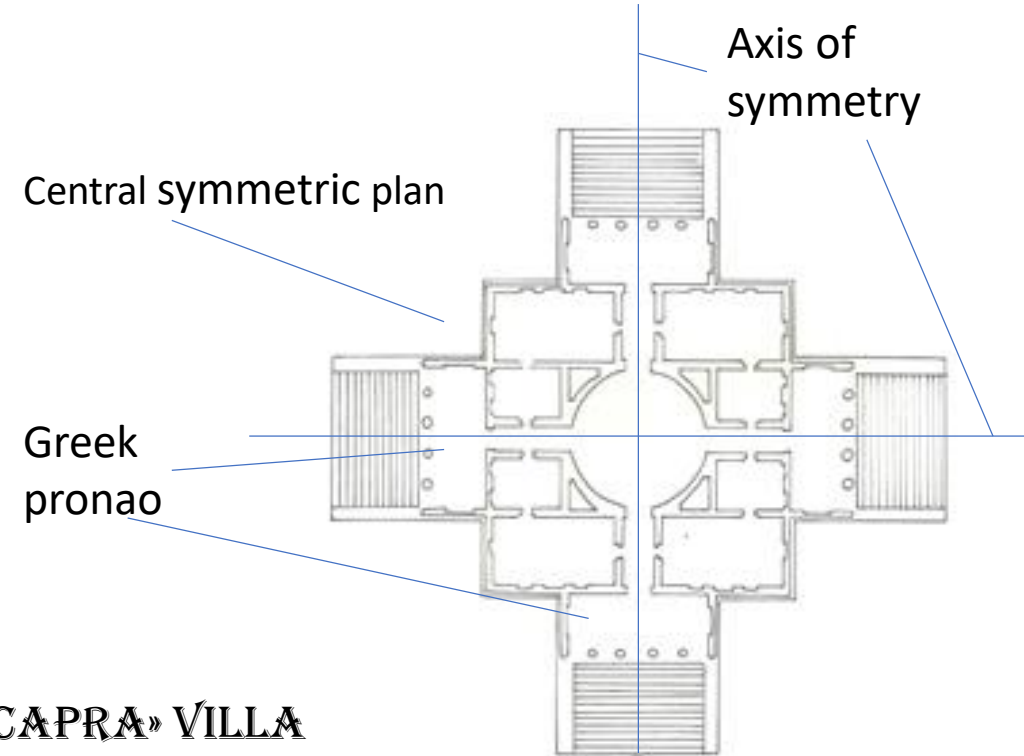 Axis of
symmetry
Central symmetric plan
Greek
pronao
CAPRA» VILLA